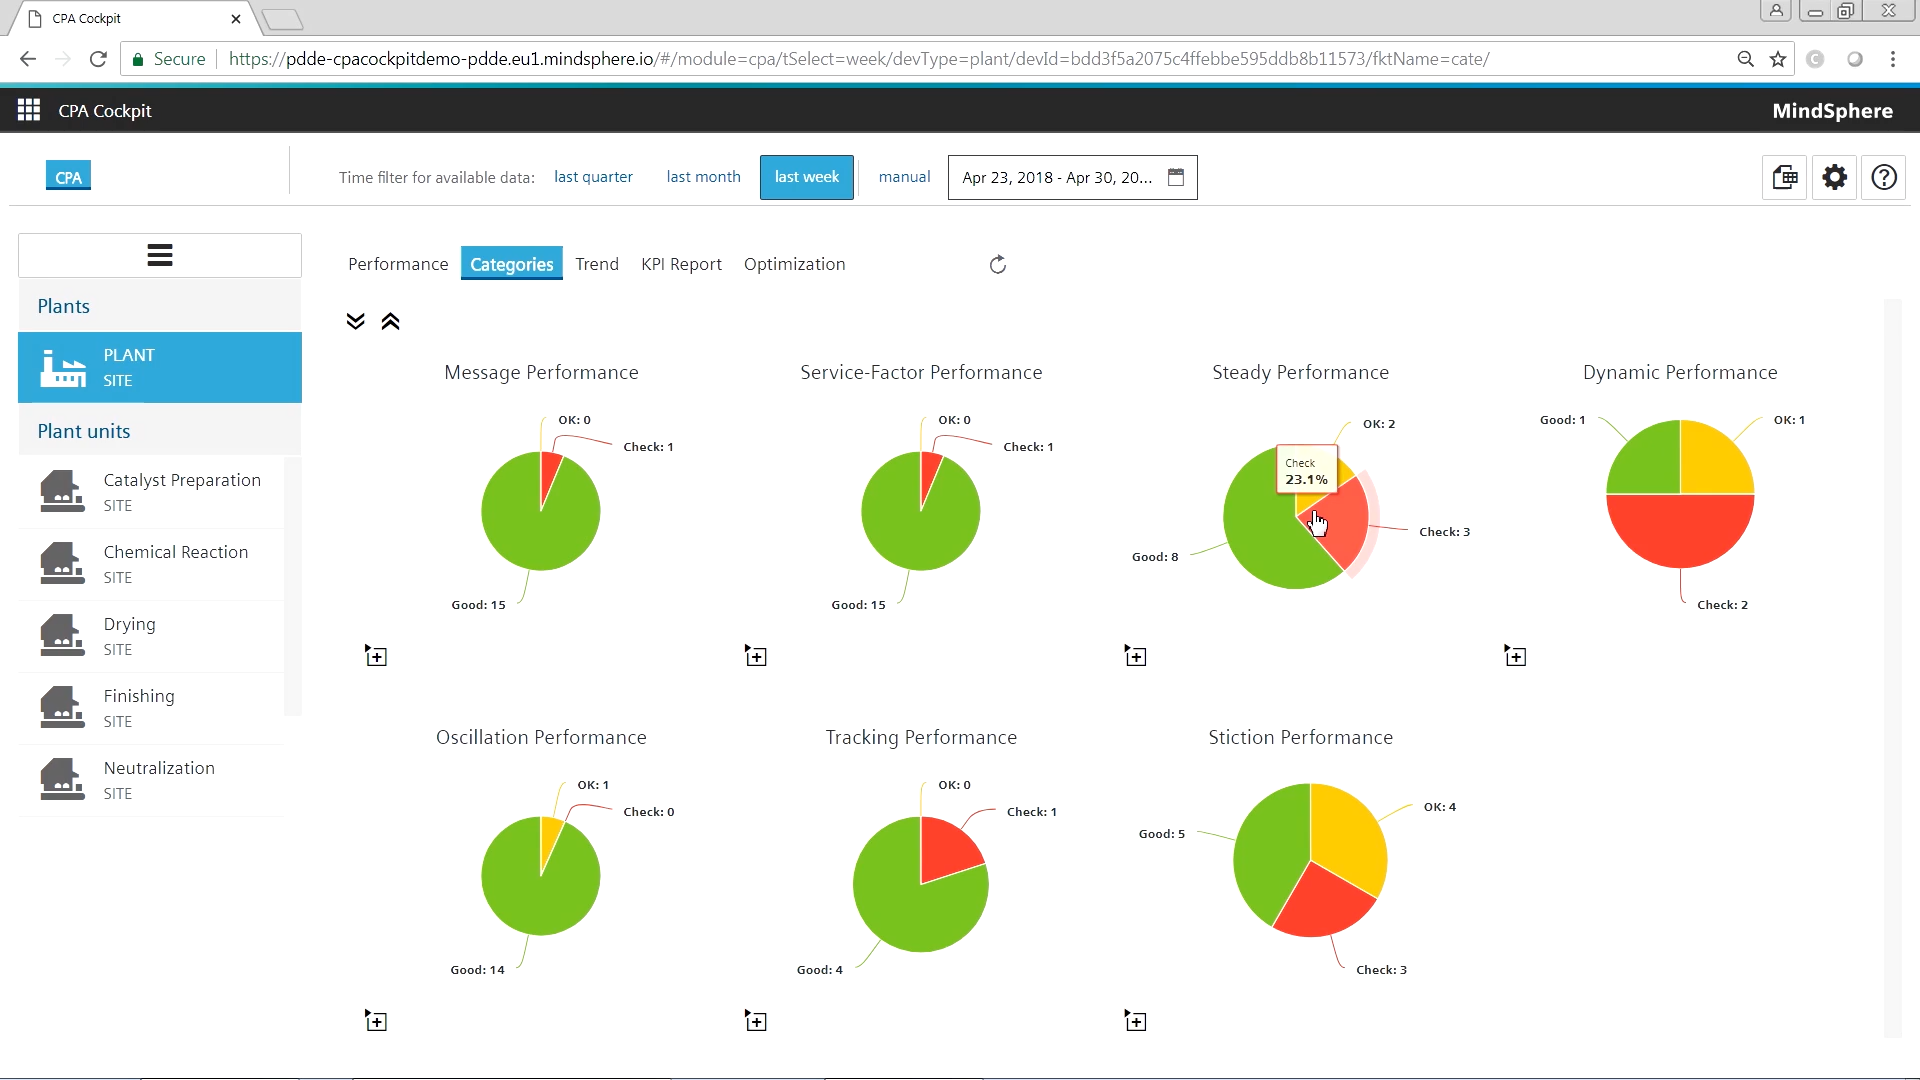 CPA Cockpit
Secure
https://pdde-cpacockpitdemo-pdde.eu1.mindsphere.io/#/module=cpa/tSelect=week/devType=plant/devId=bdd3f5a2075c4ffebbe595ddb8b11573/fktName=cate/
C
CPA Cockpit
MindSphere
CPA
Time filter for available data:
last quarter
last month
last week
manual
Apr 23, 2018 - Apr 30, 20...
Performance
Categories
Trend
KPI Report
Optimization
Plants
PLANT
SITE
Plant units
Catalyst Preparation
SITE
Chemical Reaction
SITE
Drying
SITE
Finishing
SITE
Neutralization
SITE
Message Performance
OK: 0
Check: 1
Good: 15
Service-Factor Performance
OK: 0
Check: 1
Good: 15
Steady Performance
OK: 2
Check
23.1%
Check: 3
Good: 8
Dynamic Performance
Good: 1
OK: 1
Check: 2
Oscillation Performance
OK: 1
Check: 0
Good: 14
Tracking Performance
OK: 0
Check: 1
Good: 4
Stiction Performance
OK: 4
Good: 5
Check: 3